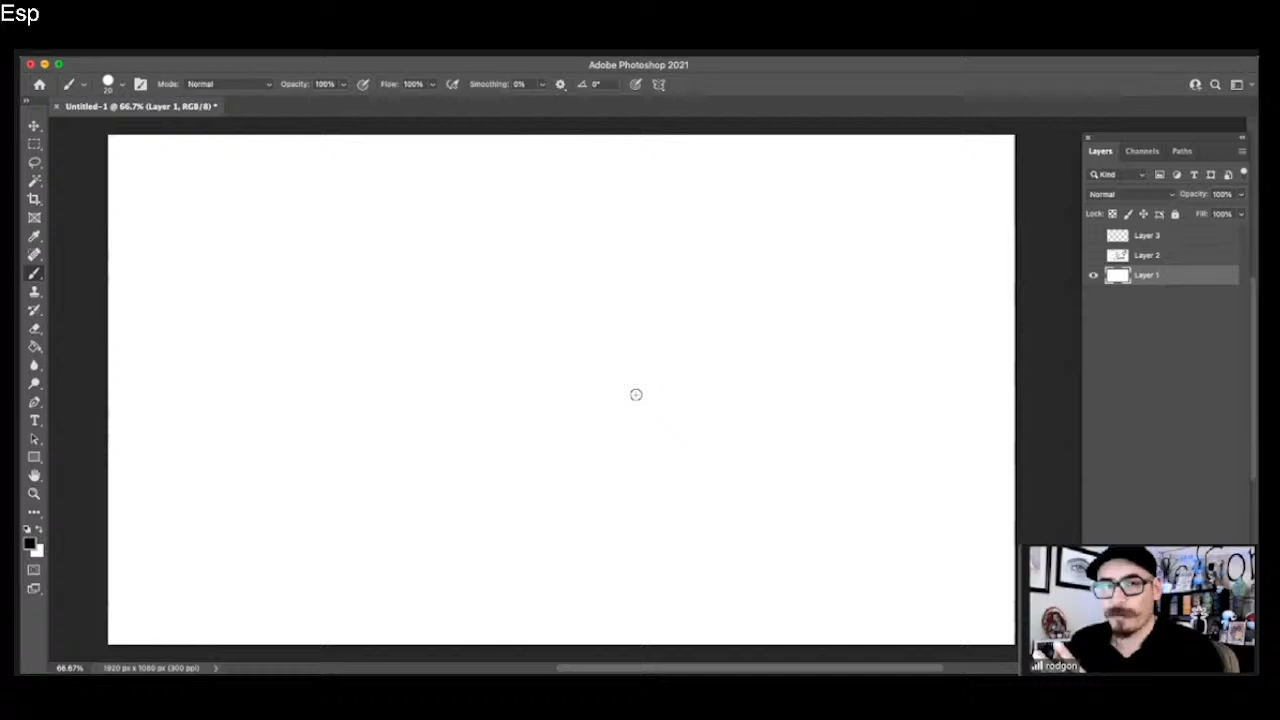 Esp
Adobe Photoshop 2021
20
Mode: Normal Opacity: 100% Flow: 100% Smoothing: 0% 0°
Untitled-1 @ 66.7% (Layer 1, RGB/8) *
Layers Channels Paths
Kind
Normal Opacity: 100%
Lock: Fill: 100%
Layer 3
Layer 2
Layer 1
rodgon
66.67% 1920 px x 1080 px (300 ppi)